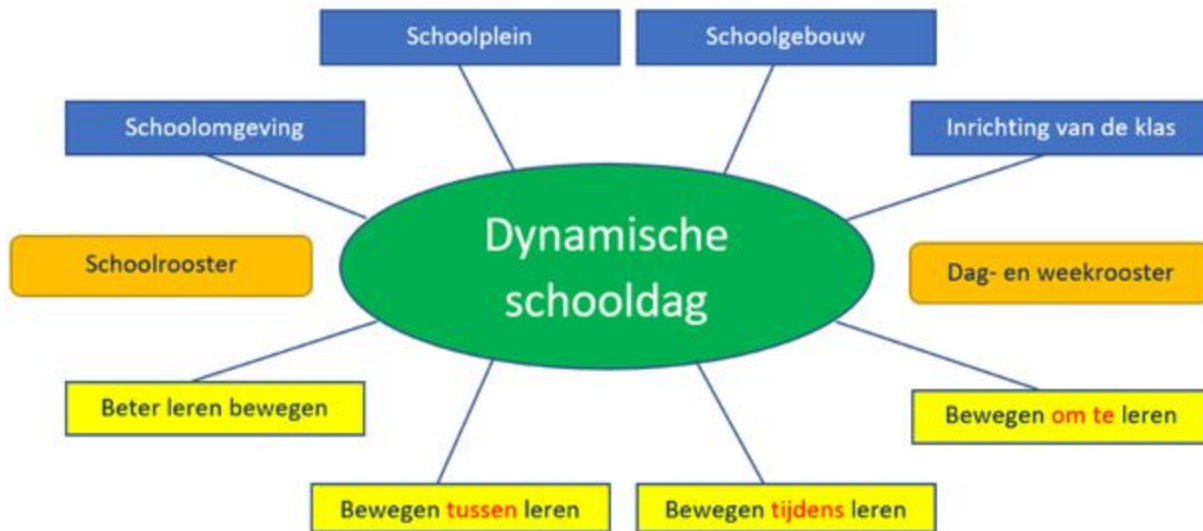 Schoolplein
Schoolgebouw
Schoolomgeving
Inrichting van de klas
Dynamische
schooldag
Schoolrooster
Dag- en weekrooster
Beter leren bewegen
Bewegen om te leren
Bewegen tussen leren
Bewegen tijdens leren